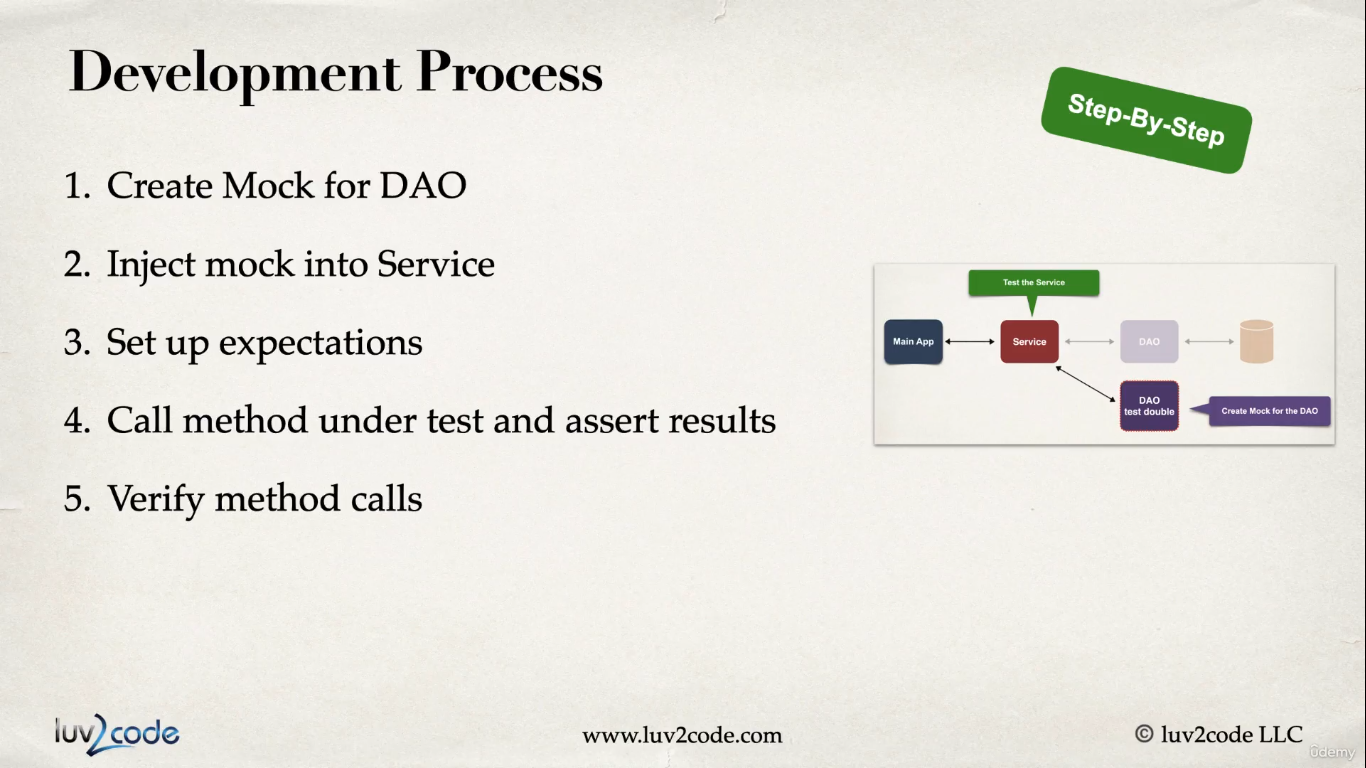 Development Process
Step-By-Step
1. Create Mock for DAO
2. Inject mock into Service
3. Set up expectations
4. Call method under test and assert results
5. Verify method calls
Test the Service
Main App
Service
DAO
DAO
test double
Create Mock for the DAO
luv2code
www.luv2code.com
© luv2code LLC
ûdemy